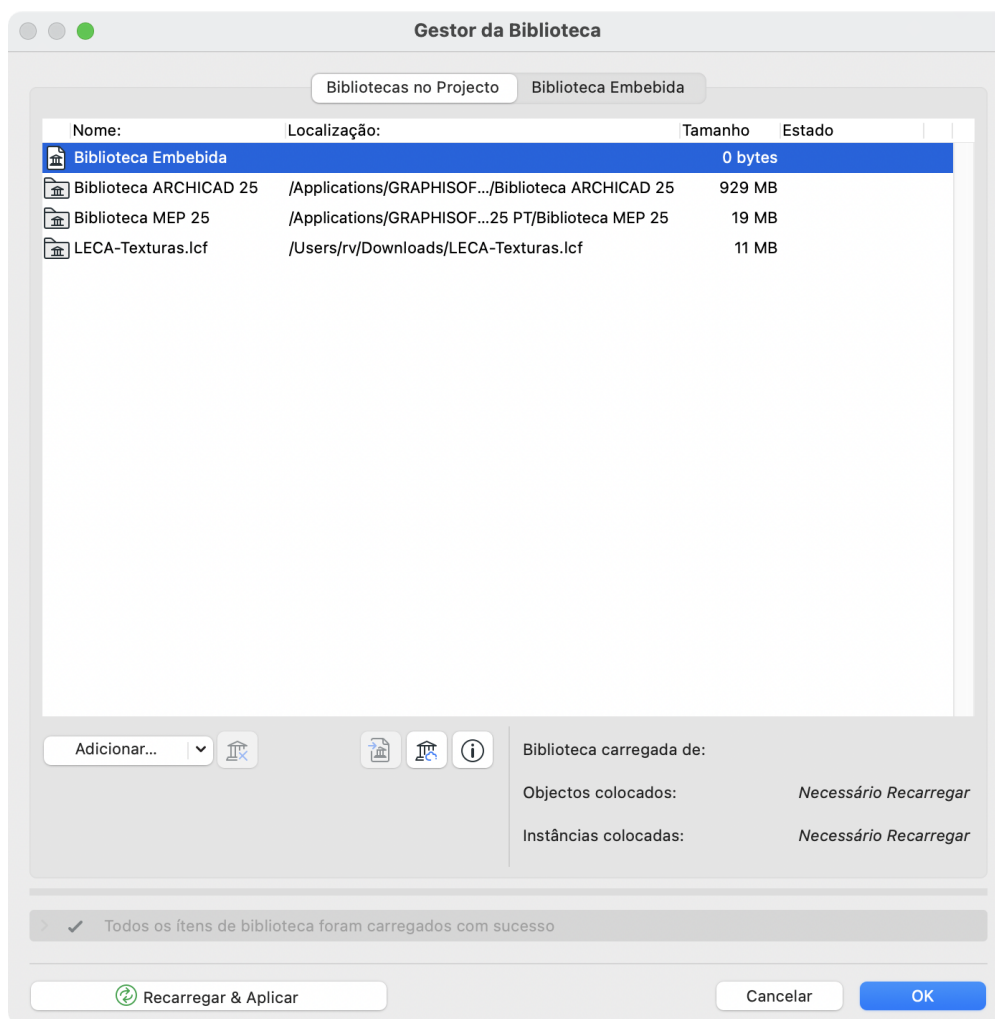 Gestor da Biblioteca
Bibliotecas no Projecto Biblioteca Embebida
Nome: Localização: Tamanho Estado
Biblioteca Embebida 0 bytes
Biblioteca ARCHICAD 25 /Applications/GRAPHISOF.../Biblioteca ARCHICAD 25 929 MB
Biblioteca MEP 25 /Applications/GRAPHISOF...25 PT/Biblioteca MEP 25 19 MB
LECA-Texturas.lcf /Users/rv/Downloads/LECA-Texturas.lcf 11 MB
Adicionar... Biblioteca carregada de:
Objectos colocados: Necessário Recarregar
Instâncias colocadas: Necessário Recarregar
Todos os ítens de biblioteca foram carregados com sucesso
Recarregar & Aplicar Cancelar OK